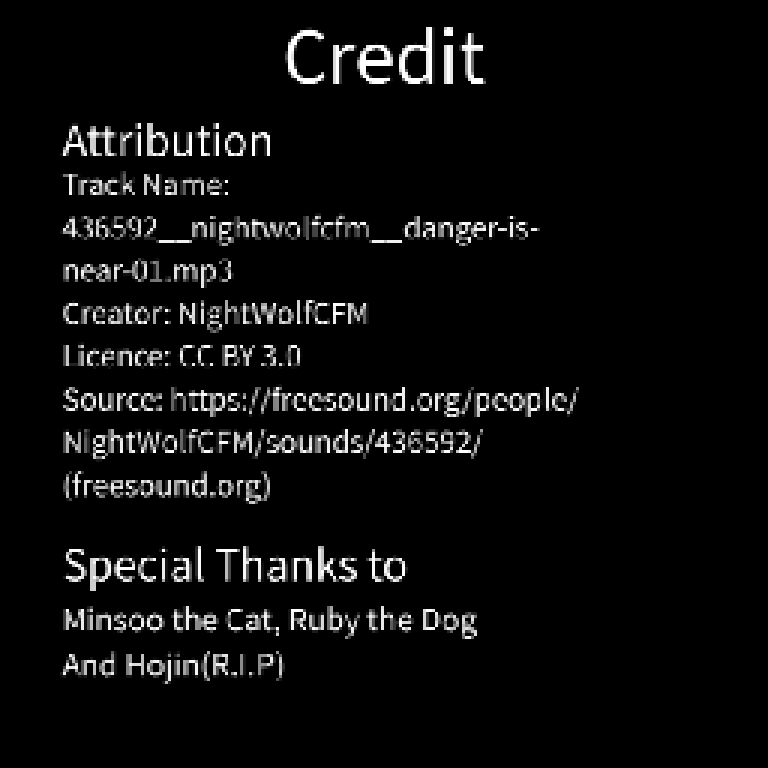 Credit
Attribution
Track Name:
436592__nightwolfcfm__danger-is-
near-01.mp3
Creator: NightWolfCFM
Licence: CC BY 3.0
Source: https://freesound.org/people/
NightWolfCFM/sounds/436592/
(freesound.org)
Special Thanks to
Minsoo the Cat, Ruby the Dog
And Hojin(R.I.P)